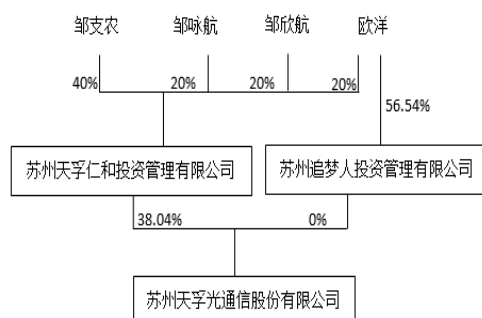 邹支农 邹咏航 邹欣航 欧洋
40% 20% 20% 20%
56.54%
苏州天孚仁和投资管理有限公司 苏州追梦人投资管理有限公司
38.04% 0%
苏州天孚光通信股份有限公司